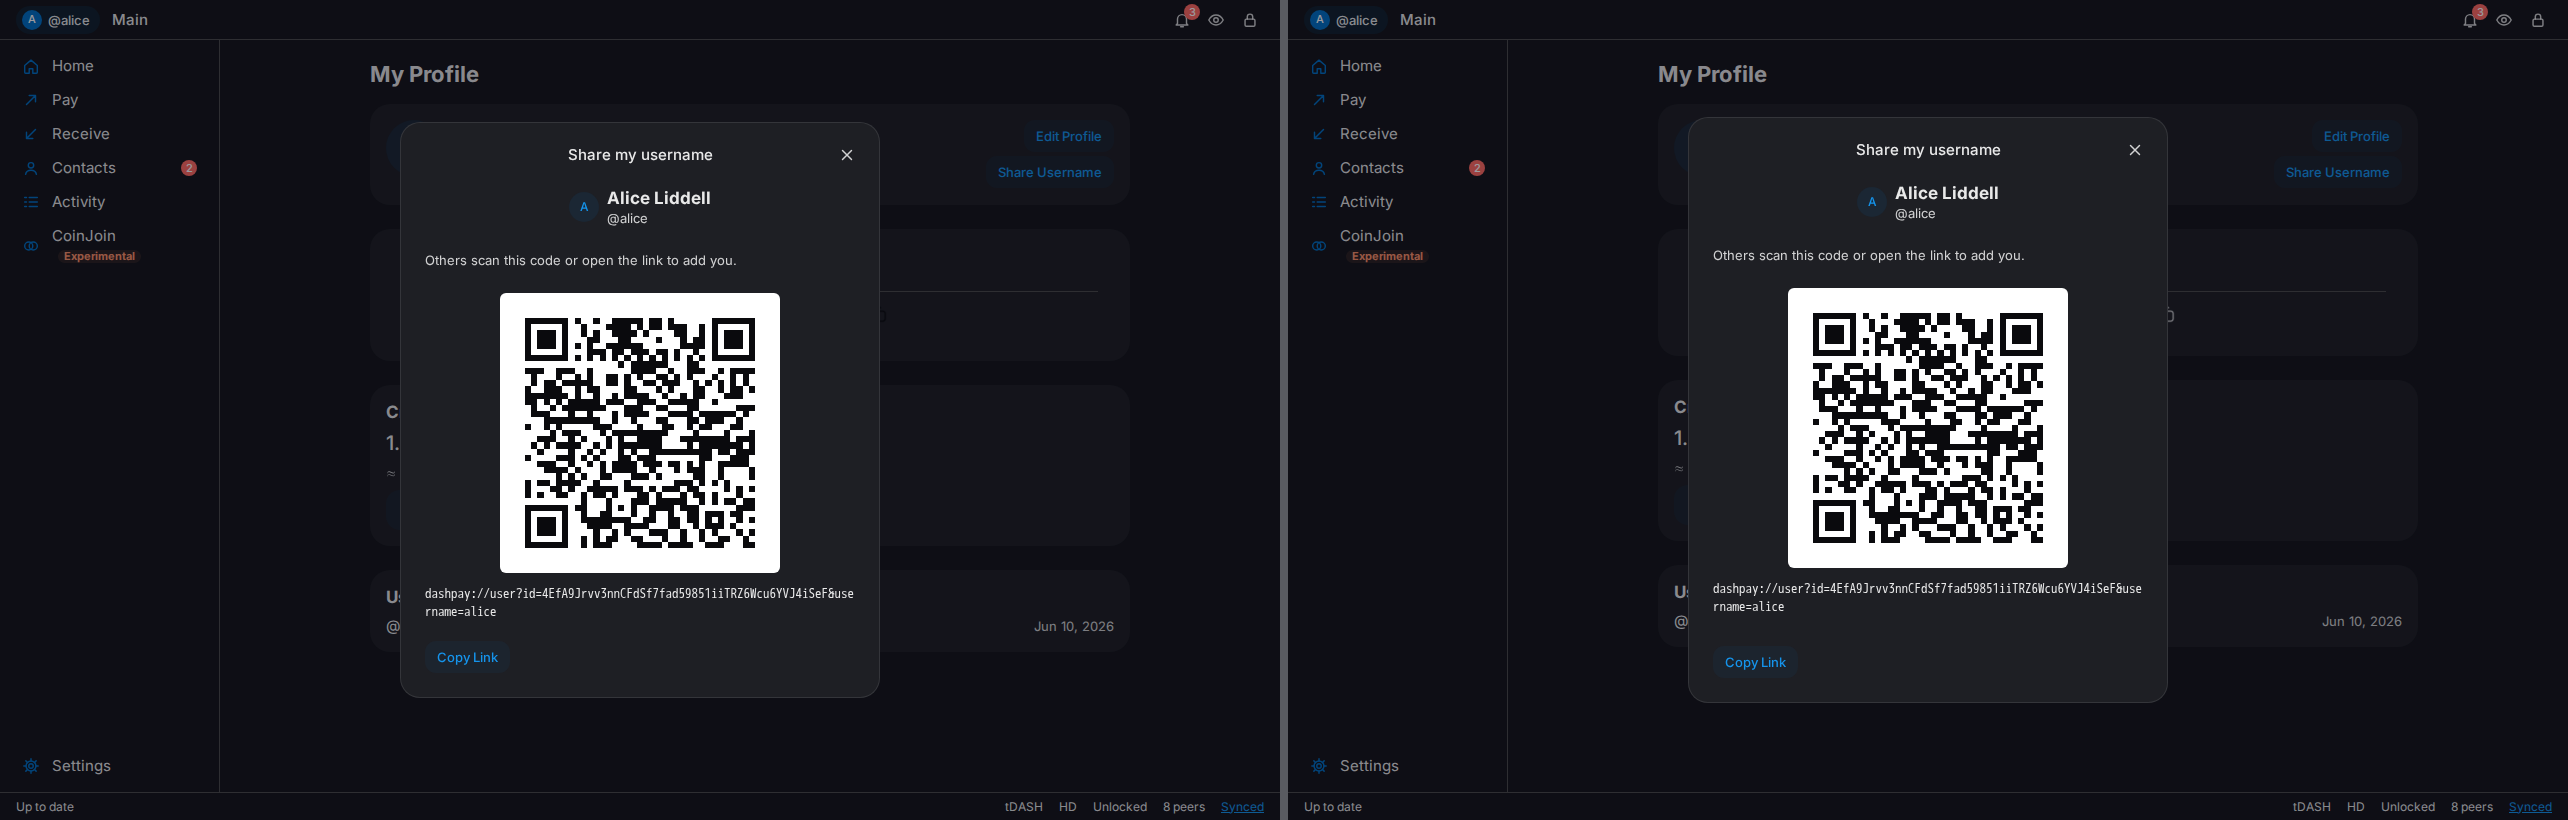 A @alice Main 3
Home
Pay
Receive
Contacts 2
Activity
CoinJoin
Experimental
Settings
My Profile
Edit Profile
Share Username
Share my username
A
Alice Liddell
@alice
Others scan this code or open the link to add you.
dashpay://user?id=4EfA9Jrvv3nnCFdSf7fad59851iiTRZ6Wcu6YVJ4iSeF&use
rname=alice
Copy Link
C
1.
≈
@
Jun 10, 2026
Up to date tDASH HD Unlocked 8 peers Synced
A @alice Main 3
Home
Pay
Receive
Contacts 2
Activity
CoinJoin
Experimental
Settings
My Profile
Edit Profile
Share Username
Share my username
A
Alice Liddell
@alice
Others scan this code or open the link to add you.
dashpay://user?id=4EfA9Jrvv3nnCFdSf7fad59851iiTRZ6Wcu6YVJ4iSeF&use
rname=alice
Copy Link
C
1.
≈
@
Jun 10, 2026
Up to date tDASH HD Unlocked 8 peers Synced